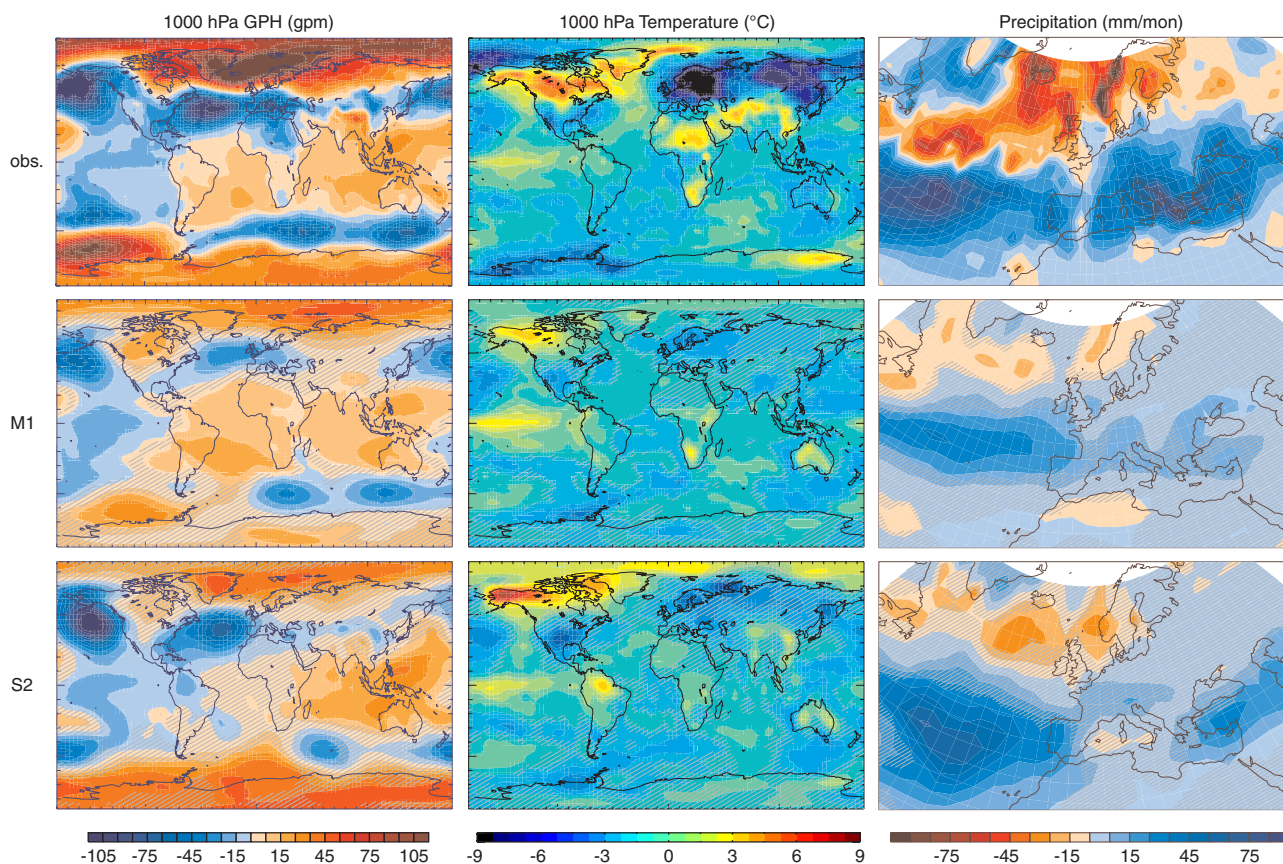 1000 hPa GPH (gpm)
1000 hPa Temperature (°C)
Precipitation (mm/mon)
obs.
M1
S2
-105 -75 -45 -15 15 45 75 105
-9 -6 -3 0 3 6 9
-75 -45 -15 15 45 75